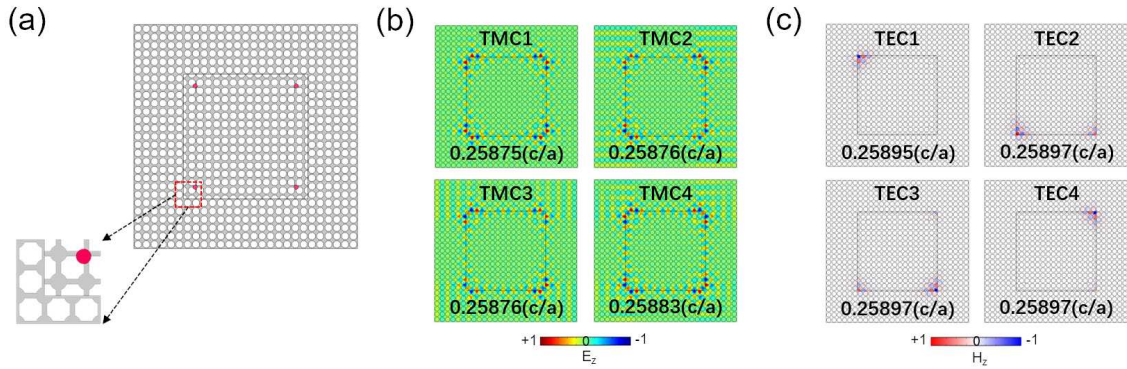 (a)
(b)
TMC1
TMC2
0.25875(c/a)
0.25876(c/a)
TMC3
TMC4
0.25876(c/a)
0.25883(c/a)
+1
0
-1
Ez
(c)
TEC1
TEC2
0.25895(c/a)
0.25897(c/a)
TEC3
TEC4
0.25897(c/a)
0.25897(c/a)
+1
0
-1
Hz